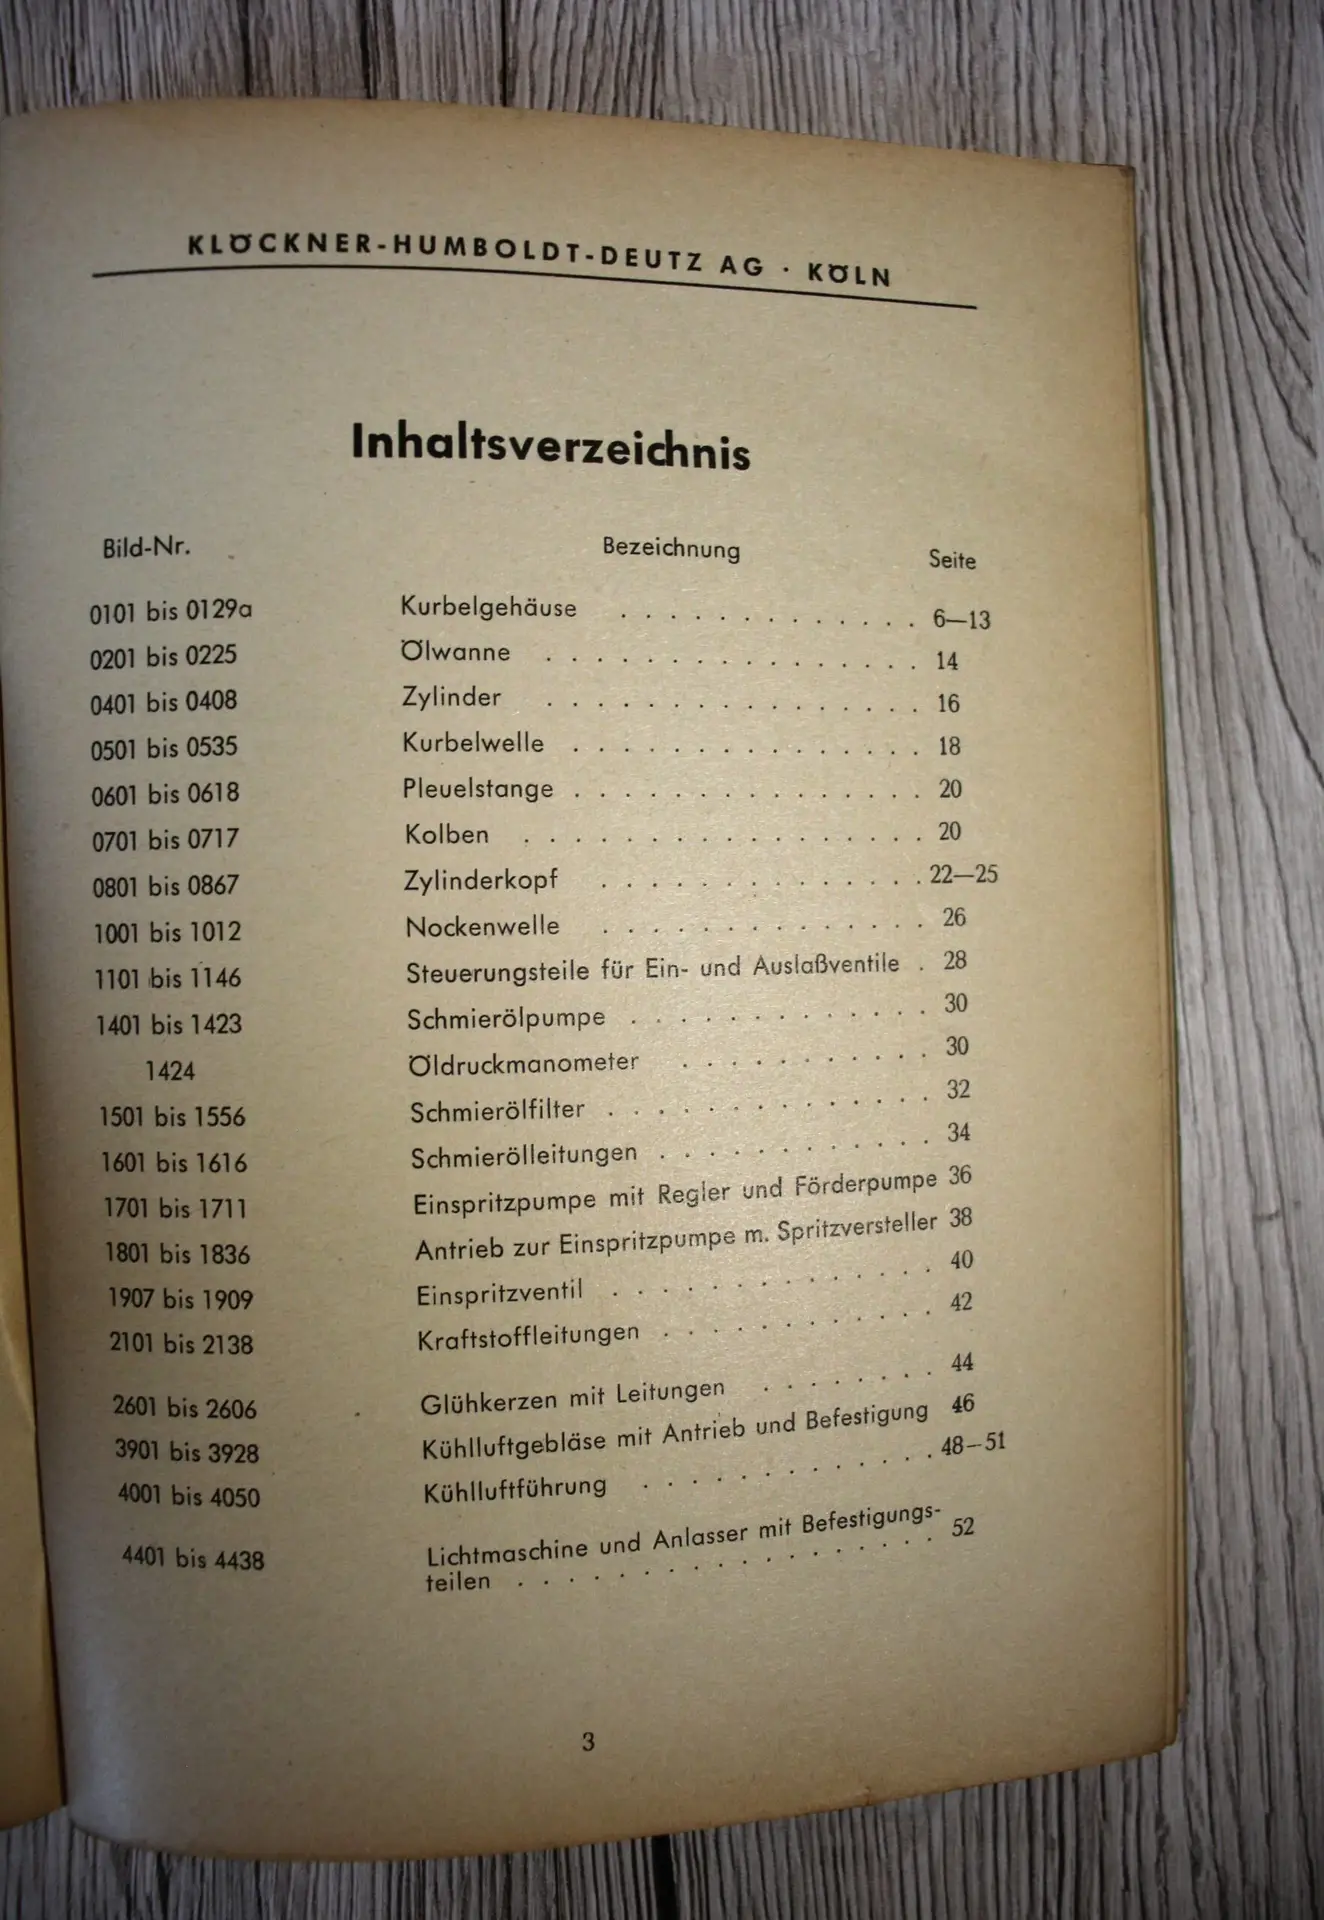 KLÖCKNER-HUMBOLDT-DEUTZ AG · KÖLN
Inhaltsverzeichnis
Bild-Nr. Bezeichnung Seite
0101 bis 0129a Kurbelgehäuse . . . . . . . . . . . . 6—13
0201 bis 0225 Ölwanne . . . . . . . . . . . . . . . 14
0401 bis 0408 Zylinder . . . . . . . . . . . . . . . 16
0501 bis 0535 Kurbelwelle . . . . . . . . . . . . . . 18
0601 bis 0618 Pleuelstange . . . . . . . . . . . . . . 20
0701 bis 0717 Kolben . . . . . . . . . . . . . . . . 20
0801 bis 0867 Zylinderkopf . . . . . . . . . . . . . 22—25
1001 bis 1012 Nockenwelle . . . . . . . . . . . . . 26
1101 bis 1146 Steuerungsteile für Ein- und Auslaßventile . 28
1401 bis 1423 Schmierölpumpe . . . . . . . . . . . . 30
1424 Öldruckmanometer . . . . . . . . . . 30
1501 bis 1556 Schmierölfilter . . . . . . . . . . . . . 32
1601 bis 1616 Schmierölleitungen . . . . . . . . . . . 34
1701 bis 1711 Einspritzpumpe mit Regler und Förderpumpe 36
1801 bis 1836 Antrieb zur Einspritzpumpe m. Spritzversteller 38
1907 bis 1909 Einspritzventil . . . . . . . . . . . . . 40
2101 bis 2138 Kraftstoffleitungen . . . . . . . . . . . 42
2601 bis 2606 Glühkerzen mit Leitungen . . . . . . . 44
3901 bis 3928 Kühlluftgebläse mit Antrieb und Befestigung 46
4001 bis 4050 Kühlluftführung . . . . . . . . . . . . 48—51
4401 bis 4438 Lichtmaschine und Anlasser mit Befestigungs-
teilen . . . . . . . . . . . . . . . . . 52
3